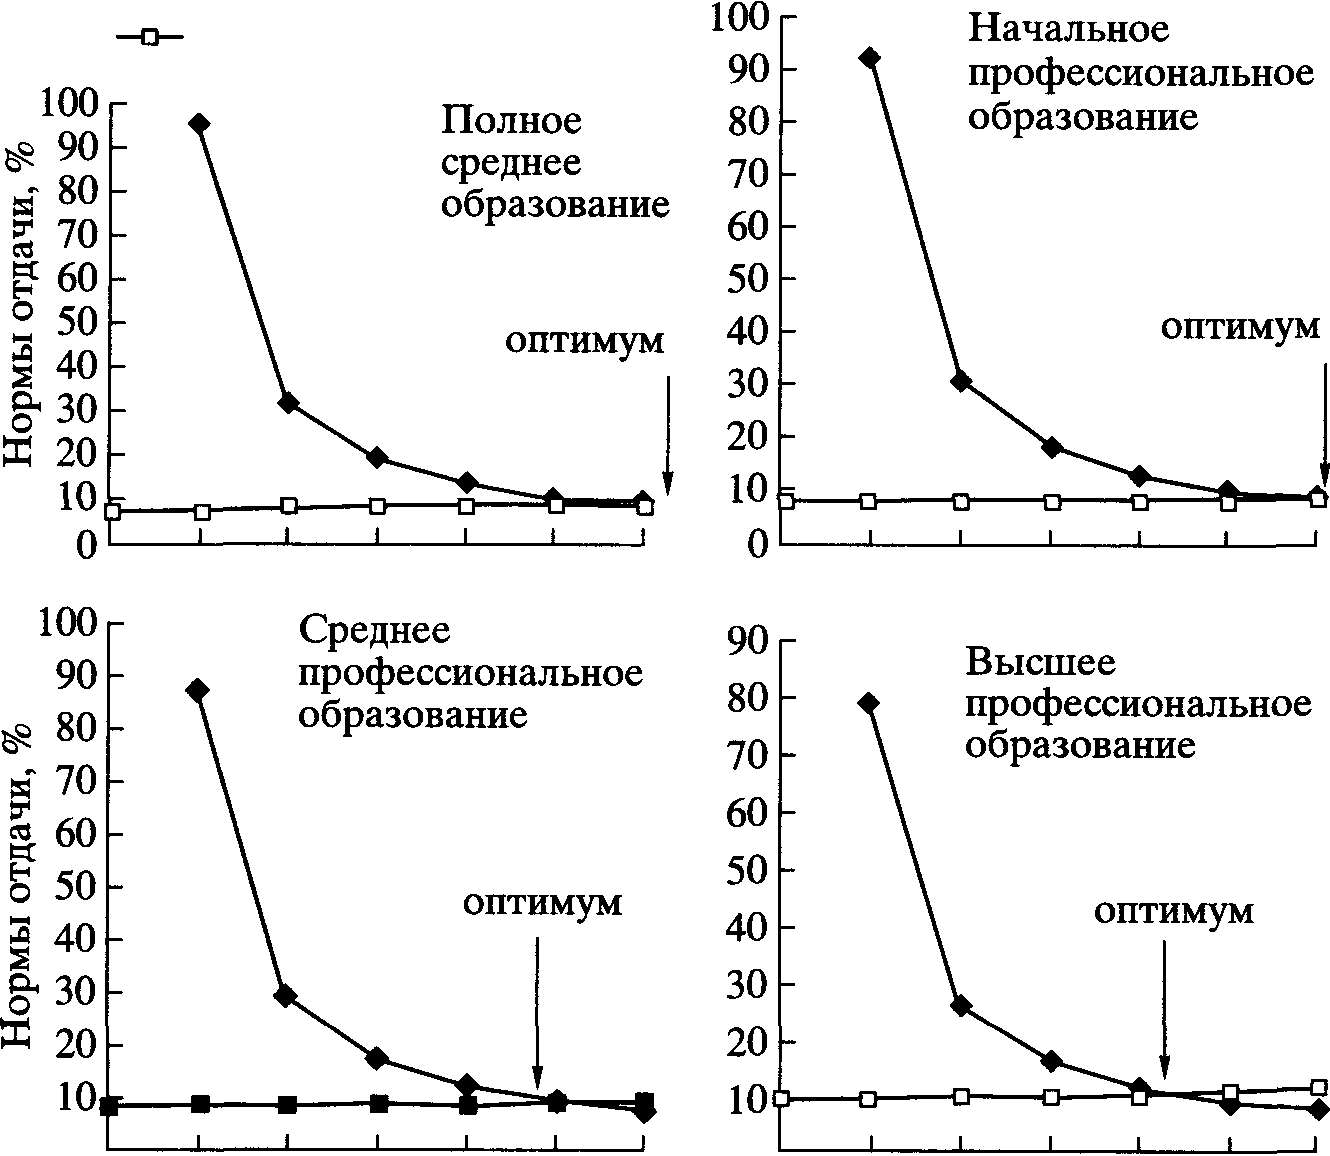 Полное
среднее
образование
Нормы отдачи, %
100
90
80
70
60
50
40
30
20
10
0
оптимум
Начальное
профессиональное
образование
100
90
80
70
60
50
40
30
20
10
0
оптимум
Среднее
профессиональное
образование
Нормы отдачи, %
100
90
80
70
60
50
40
30
20
10
оптимум
Высшее
профессиональное
образование
90
80
70
60
50
40
30
20
10
оптимум